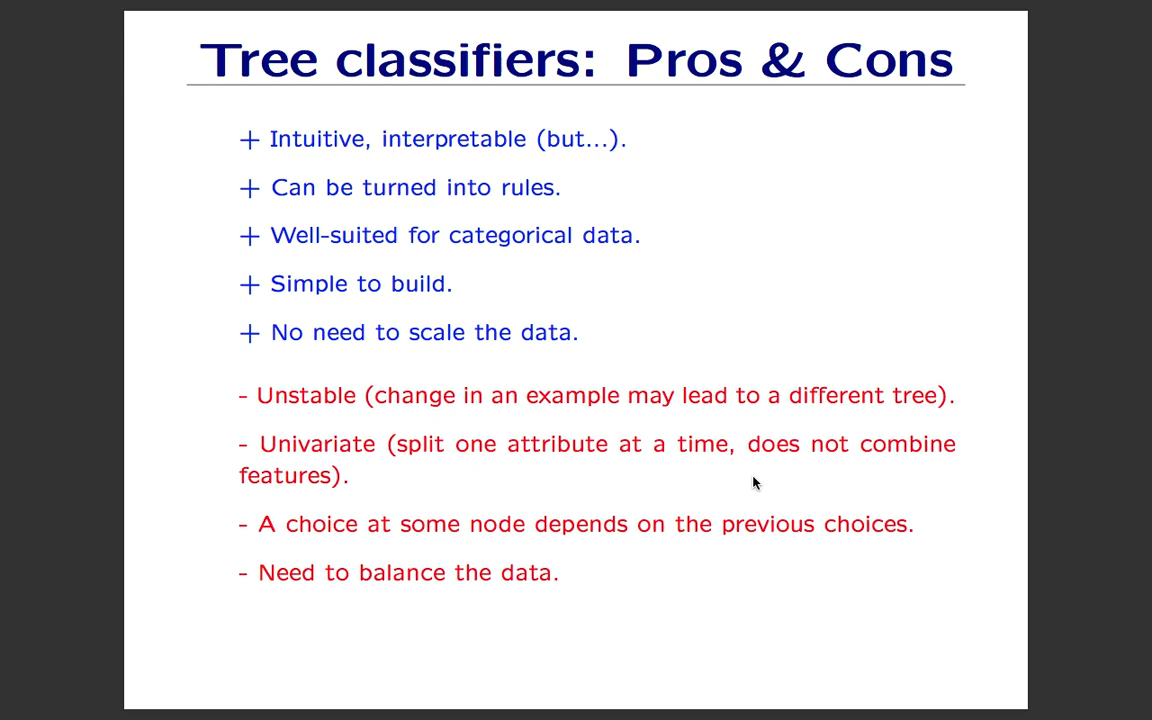 Tree classifiers: Pros & Cons
+ Intuitive, interpretable (but...).
+ Can be turned into rules.
+ Well-suited for categorical data.
+ Simple to build.
+ No need to scale the data.
- Unstable (change in an example may lead to a different tree).
- Univariate (split one attribute at a time, does not combine
features).
- A choice at some node depends on the previous choices.
- Need to balance the data.